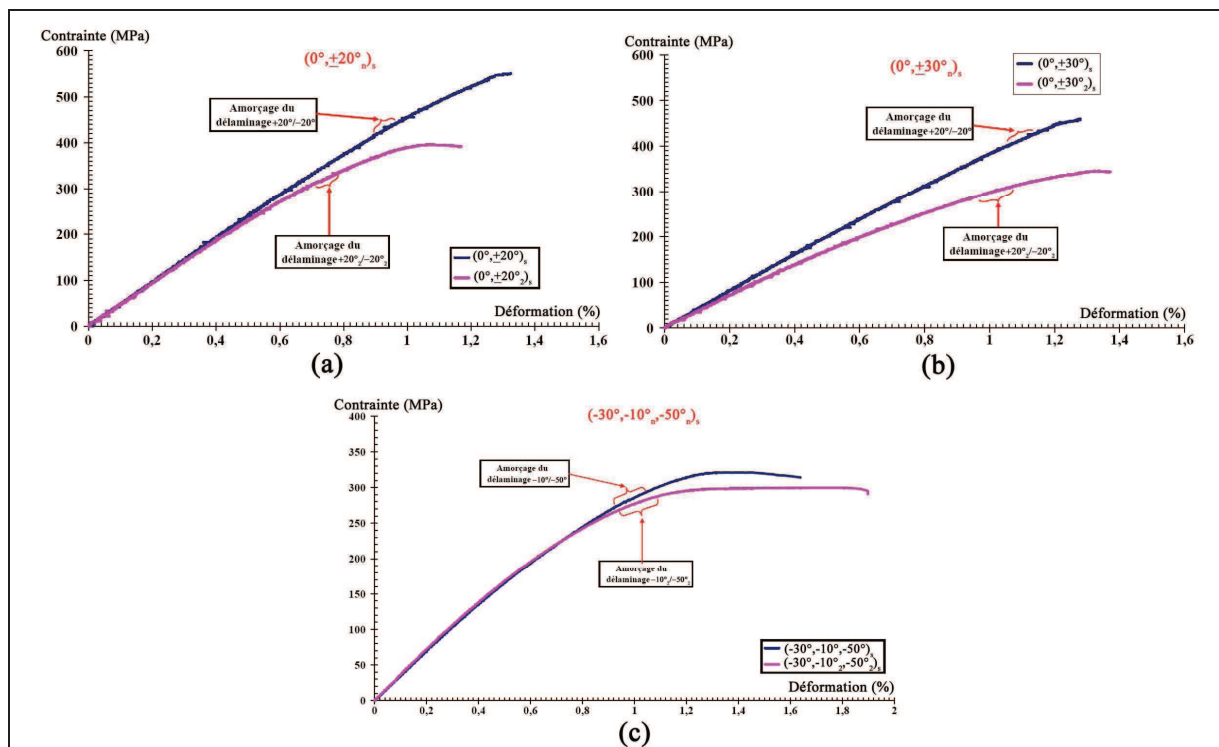 Contrainte (MPa)
600
500
400
300
200
100
0
(0°,±20°n)s
Amorçage du
délaminage+20°/−20°
Amorçage du
délaminage+20°2/−20°2
(0°,±20°)s
(0°,±20°2)s
Déformation (%)
0 0,2 0,4 0,6 0,8 1 1,2 1,4 1,6
(a)
Contrainte (MPa)
600
500
400
300
200
100
0
(0°,±30°n)s
(0°,±30°)s
(0°,±30°2)s
Amorçage du
délaminage+20°/−20°
Amorçage du
délaminage+20°2/−20°2
Déformation (%)
0 0,2 0,4 0,6 0,8 1 1,2 1,4 1,6
(b)
Contrainte (MPa)
400
350
300
250
200
150
100
50
0
(-30°,-10°n,-50°n)s
Amorçage du
délaminage −10°/−50°
Amorçage du
délaminage −10°2/−50°2
(-30°,-10°,-50°)s
(-30°,-10°2,-50°2)s
Déformation (%)
0 0,2 0,4 0,6 0,8 1 1,2 1,4 1,6 1,8 2
(c)